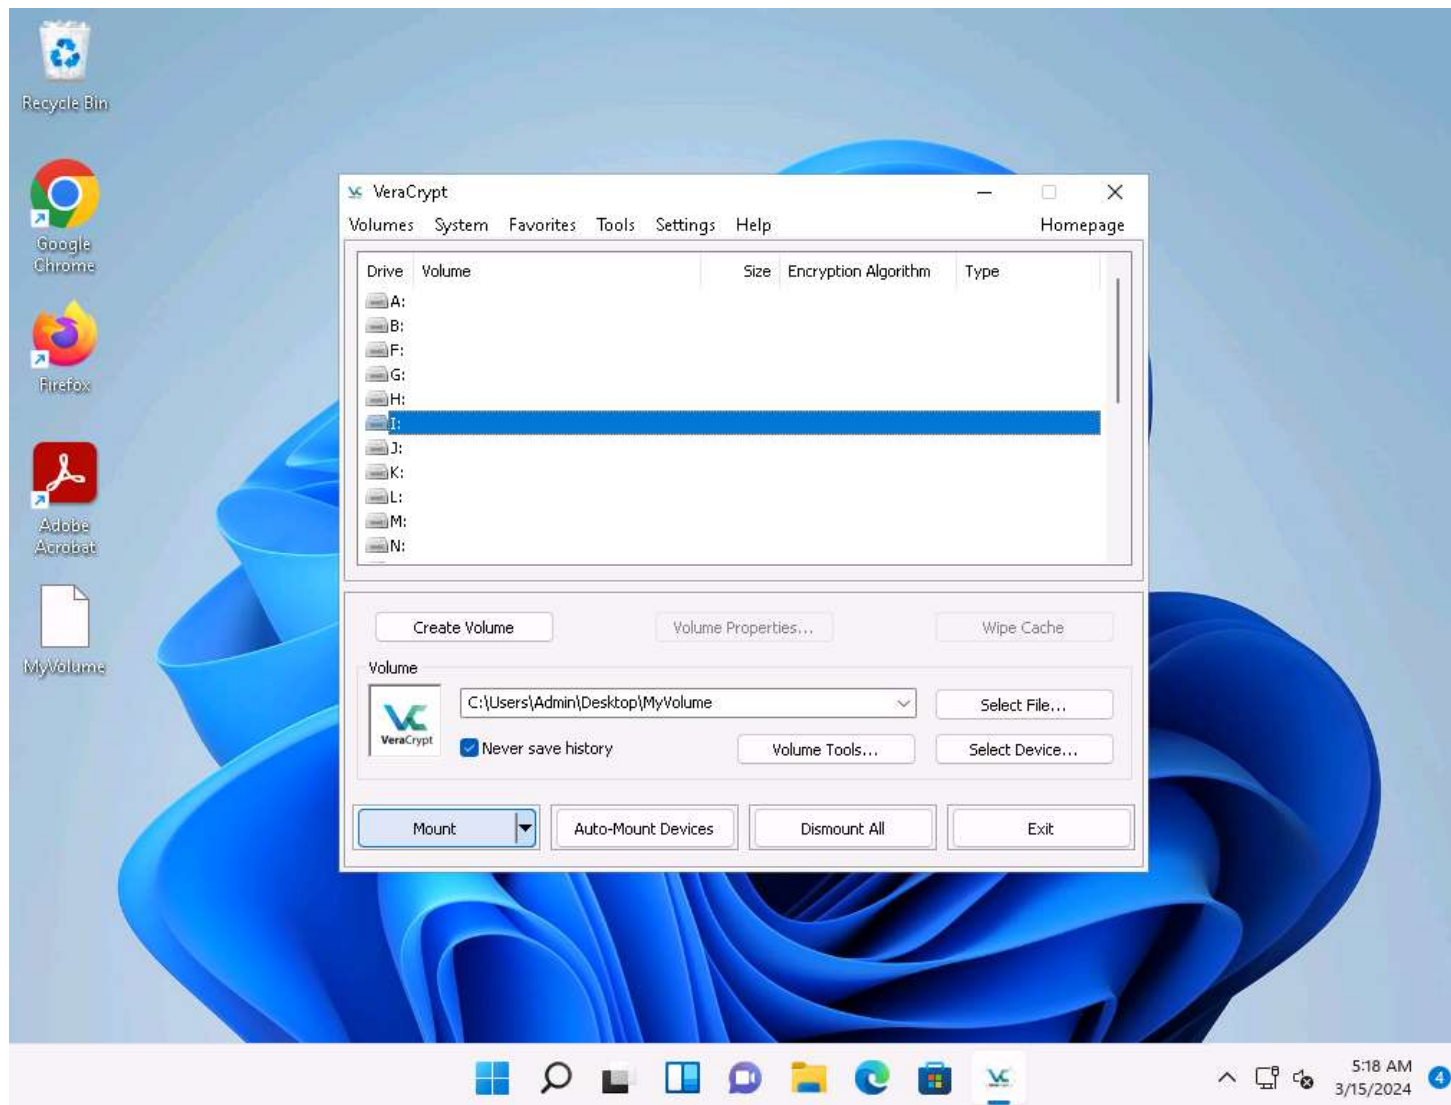 Recycle Bin
Google
Chrome
Firefox
Adobe
Acrobat
MyVolume
VeraCrypt
Volumes System Favorites Tools Settings Help Homepage
Drive Volume Size Encryption Algorithm Type
A:
B:
F:
G:
H:
I:
J:
K:
L:
M:
N:
Create Volume Volume Properties... Wipe Cache
Volume
VC
VeraCrypt
C:\Users\Admin\Desktop\MyVolume
Select File...
Never save history
Volume Tools...
Select Device...
Mount
Auto-Mount Devices
Dismount All
Exit
5:18 AM
3/15/2024
4